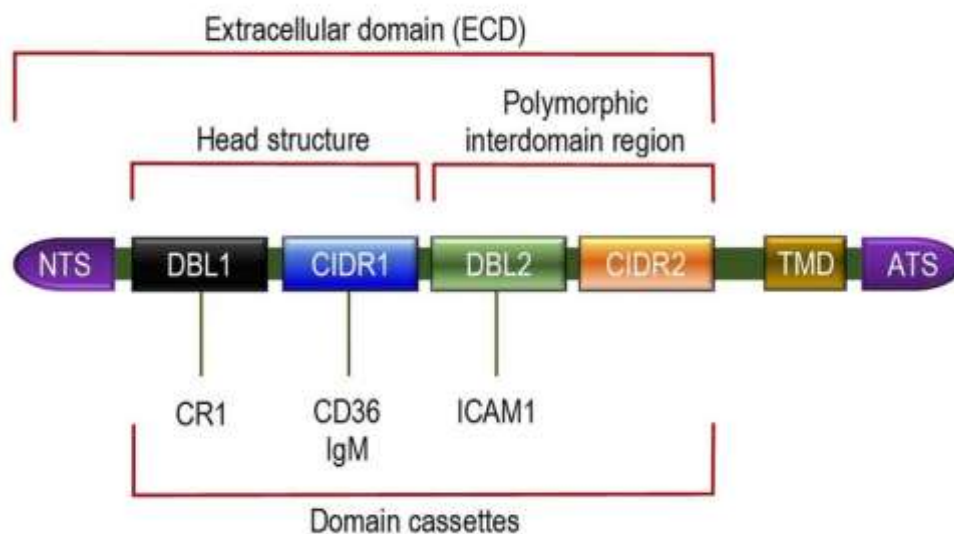 Extracellular domain (ECD)
Polymorphic
interdomain region
Head structure
NTS
DBL1
CIDR1
DBL2
CIDR2
TMD
ATS
CR1
CD36
IgM
ICAM1
Domain cassettes